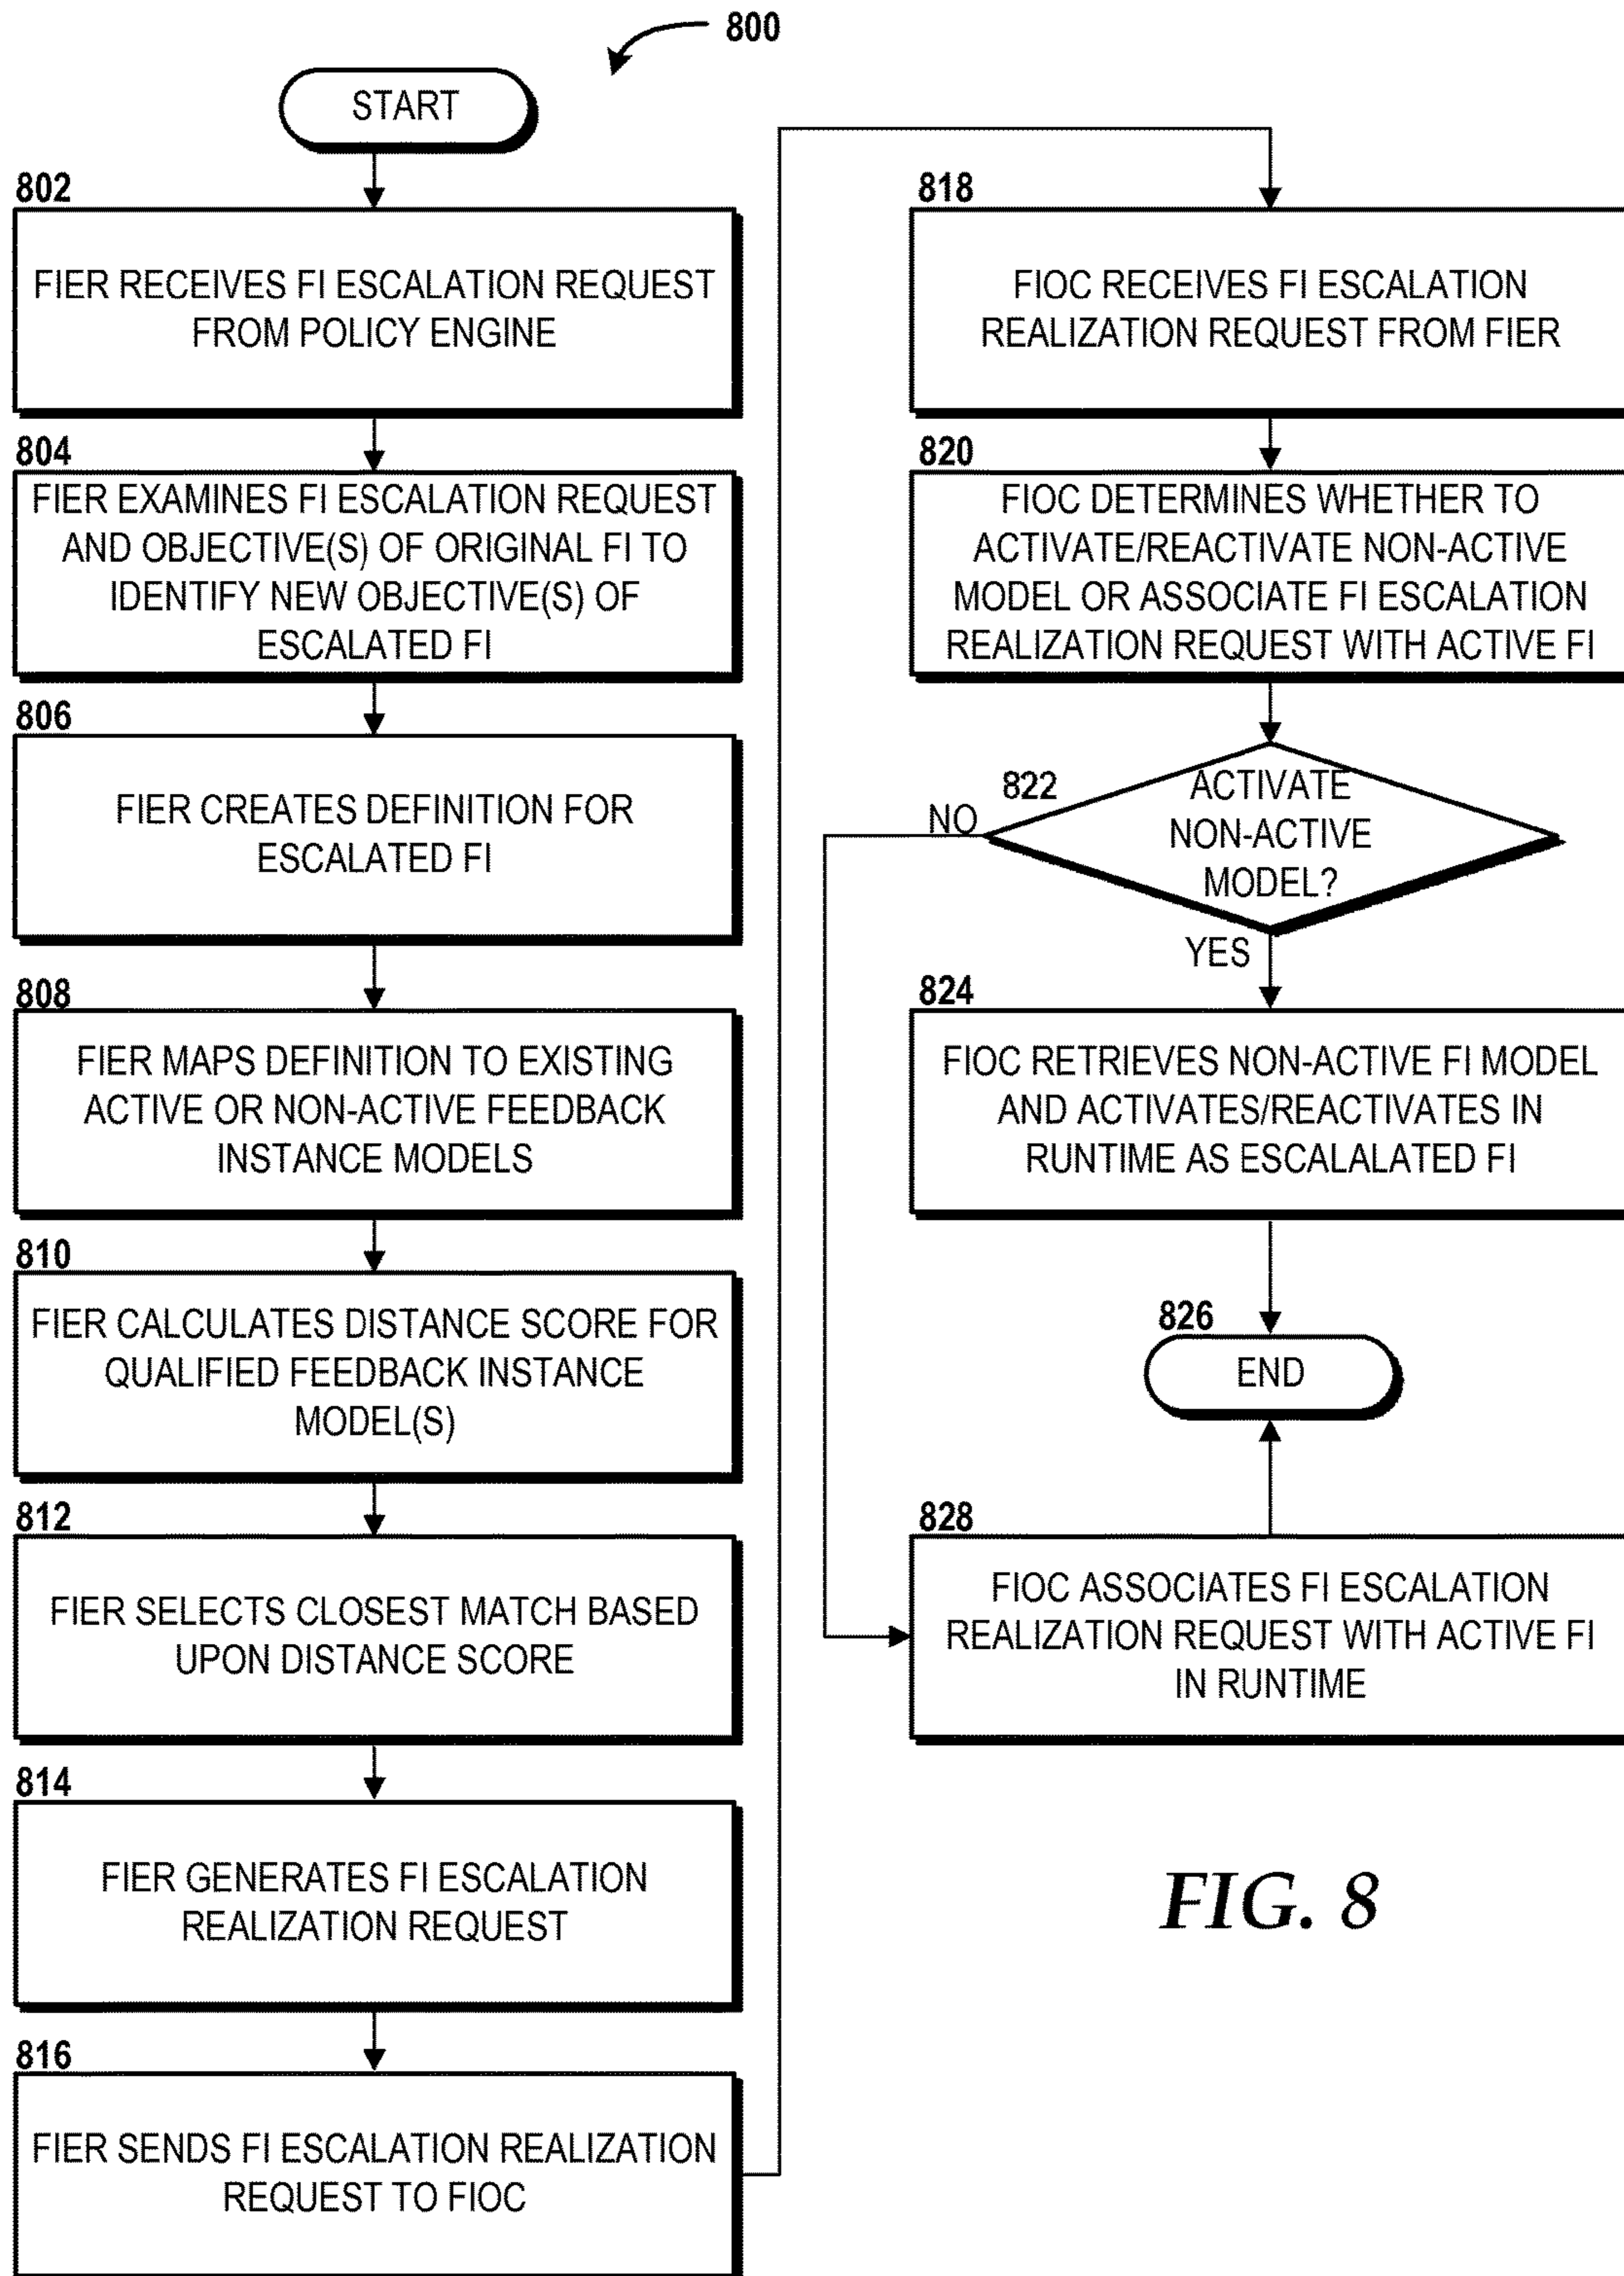 800
START
802
FIER RECEIVES FI ESCALATION REQUEST
FROM POLICY ENGINE
804
FIER EXAMINES FI ESCALATION REQUEST
AND OBJECTIVE(S) OF ORIGINAL FI TO
IDENTIFY NEW OBJECTIVE(S) OF
ESCALATED FI
806
FIER CREATES DEFINITION FOR
ESCALATED FI
808
FIER MAPS DEFINITION TO EXISTING
ACTIVE OR NON-ACTIVE FEEDBACK
INSTANCE MODELS
810
FIER CALCULATES DISTANCE SCORE FOR
QUALIFIED FEEDBACK INSTANCE
MODEL(S)
812
FIER SELECTS CLOSEST MATCH BASED
UPON DISTANCE SCORE
814
FIER GENERATES FI ESCALATION
REALIZATION REQUEST
816
FIER SENDS FI ESCALATION REALIZATION
REQUEST TO FIOC
818
FIOC RECEIVES FI ESCALATION
REALIZATION REQUEST FROM FIER
820
FIOC DETERMINES WHETHER TO
ACTIVATE/REACTIVATE NON-ACTIVE
MODEL OR ASSOCIATE FI ESCALATION
REALIZATION REQUEST WITH ACTIVE FI
822
ACTIVATE
NON-ACTIVE
MODEL?
NO
YES
824
FIOC RETRIEVES NON-ACTIVE FI MODEL
AND ACTIVATES/REACTIVATES IN
RUNTIME AS ESCALALATED FI
826
END
828
FIOC ASSOCIATES FI ESCALATION
REALIZATION REQUEST WITH ACTIVE FI
IN RUNTIME
FIG. 8